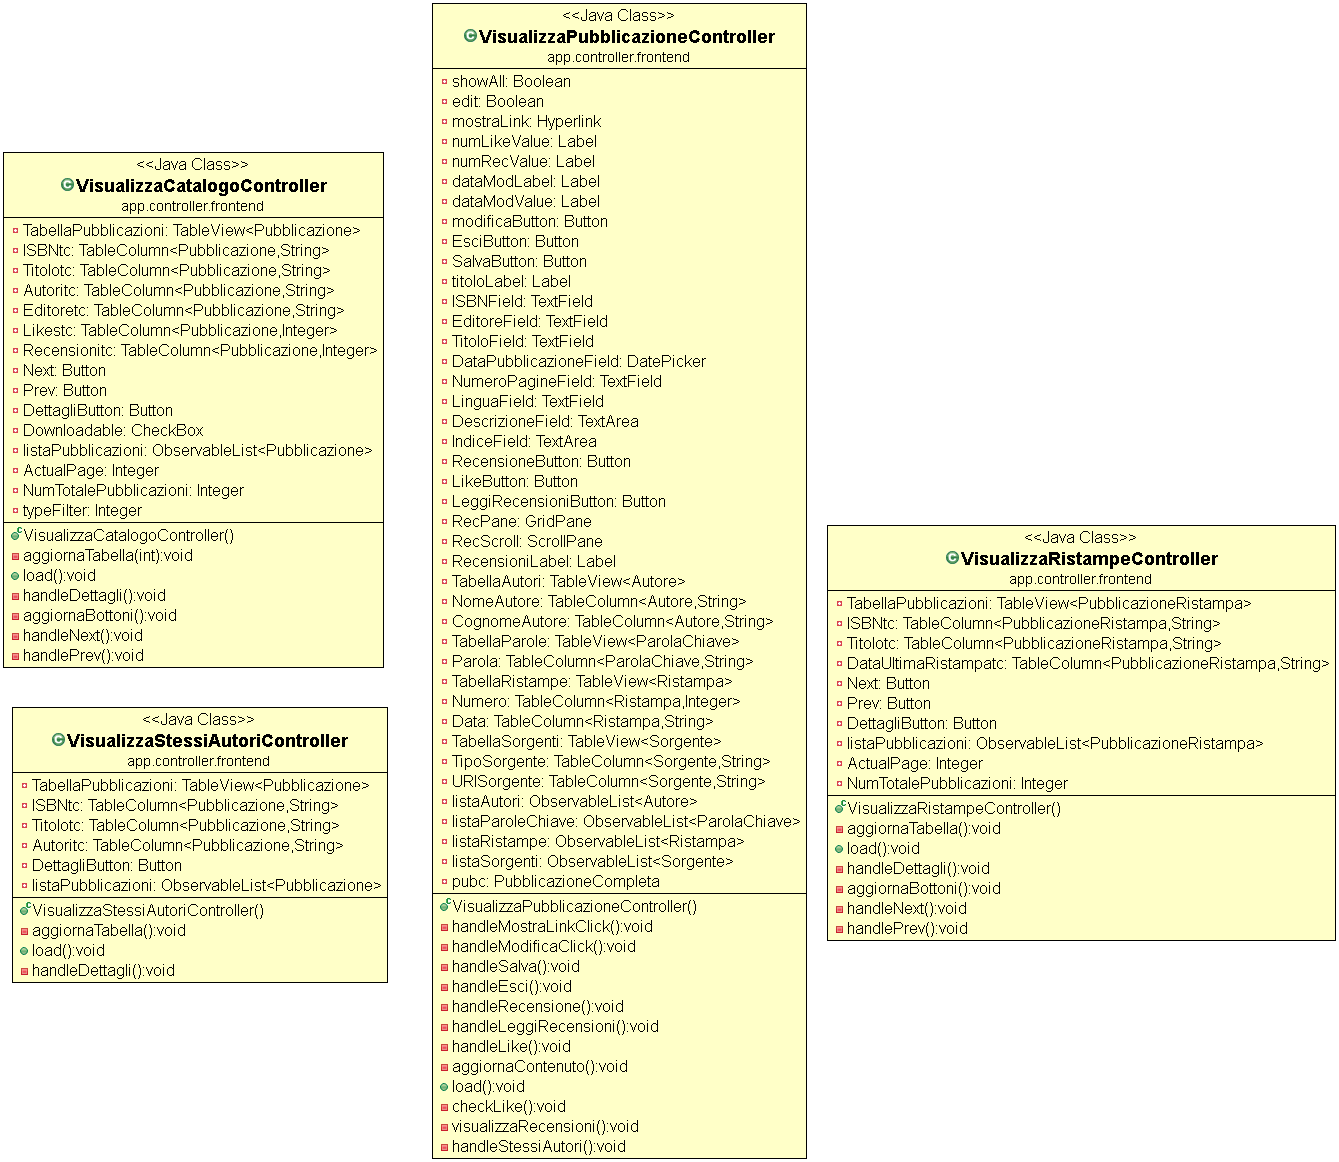 <<Java Class>>
VisualizzaCatalogoController
app.controller.frontend
TabellaPubblicazioni: TableView<Pubblicazione>
ISBNtc: TableColumn<Pubblicazione,String>
Titolotc: TableColumn<Pubblicazione,String>
Autoritc: TableColumn<Pubblicazione,String>
Editoretc: TableColumn<Pubblicazione,String>
Likestc: TableColumn<Pubblicazione,Integer>
Recensionitc: TableColumn<Pubblicazione,Integer>
Next: Button
Prev: Button
DettagliButton: Button
Downloadable: CheckBox
listaPubblicazioni: ObservableList<Pubblicazione>
ActualPage: Integer
NumTotalePubblicazioni: Integer
typeFilter: Integer
VisualizzaCatalogoController()
aggiornaTabella(int):void
load():void
handleDettagli():void
aggiornaBottoni():void
handleNext():void
handlePrev():void
<<Java Class>>
VisualizzaStessiAutoriController
app.controller.frontend
TabellaPubblicazioni: TableView<Pubblicazione>
ISBNtc: TableColumn<Pubblicazione,String>
Titolotc: TableColumn<Pubblicazione,String>
Autoritc: TableColumn<Pubblicazione,String>
DettagliButton: Button
listaPubblicazioni: ObservableList<Pubblicazione>
VisualizzaStessiAutoriController()
aggiornaTabella():void
load():void
handleDettagli():void
<<Java Class>>
VisualizzaPubblicazioneController
app.controller.frontend
showAll: Boolean
edit: Boolean
mostraLink: Hyperlink
numLikeValue: Label
numRecValue: Label
dataModLabel: Label
dataModValue: Label
modificaButton: Button
EsciButton: Button
SalvaButton: Button
titoloLabel: Label
ISBNField: TextField
EditoreField: TextField
TitoloField: TextField
DataPubblicazioneField: DatePicker
NumeroPagineField: TextField
LinguaField: TextField
DescrizioneField: TextArea
IndiceField: TextArea
RecensioneButton: Button
LikeButton: Button
LeggiRecensioniButton: Button
RecPane: GridPane
RecScroll: ScrollPane
RecensioniLabel: Label
TabellaAutori: TableView<Autore>
NomeAutore: TableColumn<Autore,String>
CognomeAutore: TableColumn<Autore,String>
TabellaParole: TableView<ParolaChiave>
Parola: TableColumn<ParolaChiave,String>
TabellaRistampe: TableView<Ristampa>
Numero: TableColumn<Ristampa,Integer>
Data: TableColumn<Ristampa,String>
TabellaSorgenti: TableView<Sorgente>
TipoSorgente: TableColumn<Sorgente,String>
URISorgente: TableColumn<Sorgente,String>
listaAutori: ObservableList<Autore>
listaParoleChiave: ObservableList<ParolaChiave>
listaRistampe: ObservableList<Ristampa>
listaSorgenti: ObservableList<Sorgente>
pubc: PubblicazioneCompleta
VisualizzaPubblicazioneController()
handleMostraLinkClick():void
handleModificaClick():void
handleSalva():void
handleEsci():void
handleRecensione():void
handleLeggiRecensioni():void
handleLike():void
aggiornaContenuto():void
load():void
checkLike():void
visualizzaRecensioni():void
handleStessiAutori():void
<<Java Class>>
VisualizzaRistampeController
app.controller.frontend
TabellaPubblicazioni: TableView<PubblicazioneRistampa>
ISBNtc: TableColumn<PubblicazioneRistampa,String>
Titolotc: TableColumn<PubblicazioneRistampa,String>
DataUltimaRistampatc: TableColumn<PubblicazioneRistampa,String>
Next: Button
Prev: Button
DettagliButton: Button
listaPubblicazioni: ObservableList<PubblicazioneRistampa>
ActualPage: Integer
NumTotalePubblicazioni: Integer
VisualizzaRistampeController()
aggiornaTabella():void
load():void
handleDettagli():void
aggiornaBottoni():void
handleNext():void
handlePrev():void